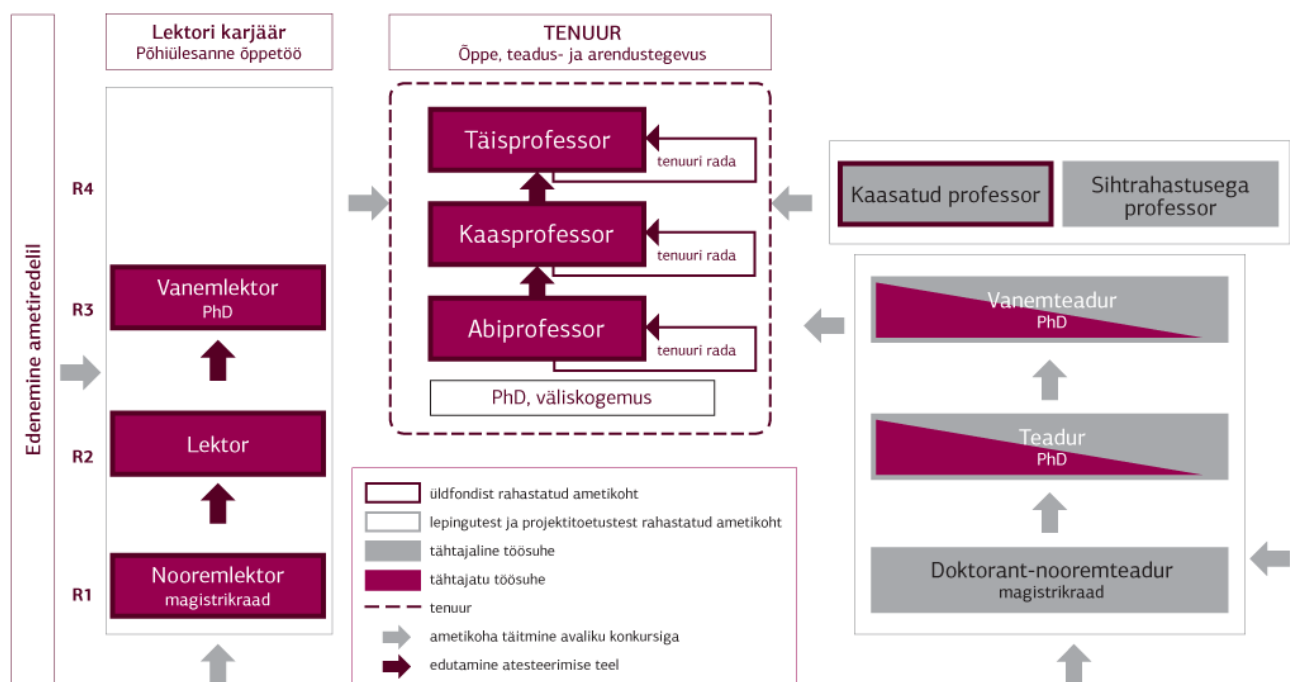 Edenemine ametiredelil
Lektori karjäär
Põhiülesanne õppetöö
R4
R3
R2
R1
Vanemlektor
PhD
Lektor
Nooremlektor
magistrikraad
TENUUR
Õppe, teadus- ja arendustegevus
Täisprofessor
tenuuri rada
Kaasprofessor
tenuuri rada
Abiprofessor
tenuuri rada
PhD, väliskogemus
üldfondist rahastatud ametikoht
lepingutest ja projektitoetustest rahastatud ametikoht
tähtajaline töösuhe
tähtajatu töösuhe
tenuur
ametikoha täitmine avaliku konkursiga
edutamine atesteerimise teel
Kaasatud professor
Sihtrahastusega
professor
Vanemteadur
PhD
Teadur
PhD
Doktorant-nooremteadur
magistrikraad